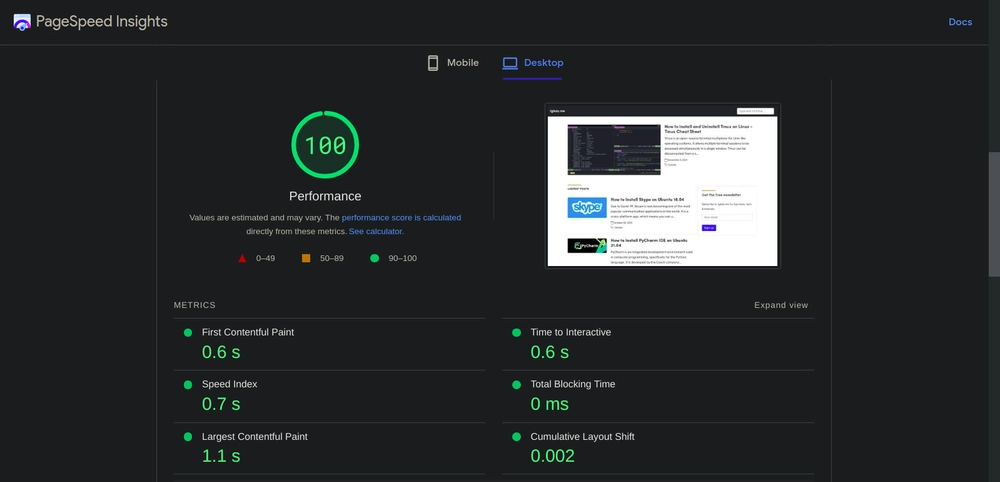 PageSpeed Insights
Docs
Mobile
Desktop
100
Performance
Values are estimated and may vary. The performance score is calculated
directly from these metrics. See calculator.
0–49
50–89
90–100
How to Install and Uninstall Tmux on Linux –
Tmux Cheat Sheet
LATEST POSTS
How to Install Skype on Ubuntu 18.04
Get the free newsletter
Sign up
How to Install PyCharm IDE on Ubuntu
21.04
METRICS
Expand view
First Contentful Paint
0.6 s
Time to Interactive
0.6 s
Speed Index
0.7 s
Total Blocking Time
0 ms
Largest Contentful Paint
1.1 s
Cumulative Layout Shift
0.002